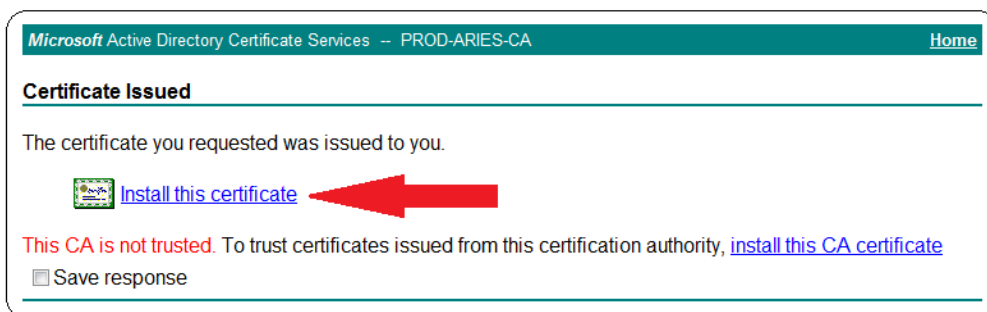 Microsoft Active Directory Certificate Services -- PROD-ARIES-CA Home
Certificate Issued
The certificate you requested was issued to you.
Install this certificate
This CA is not trusted. To trust certificates issued from this certification authority, install this CA certificate
Save response